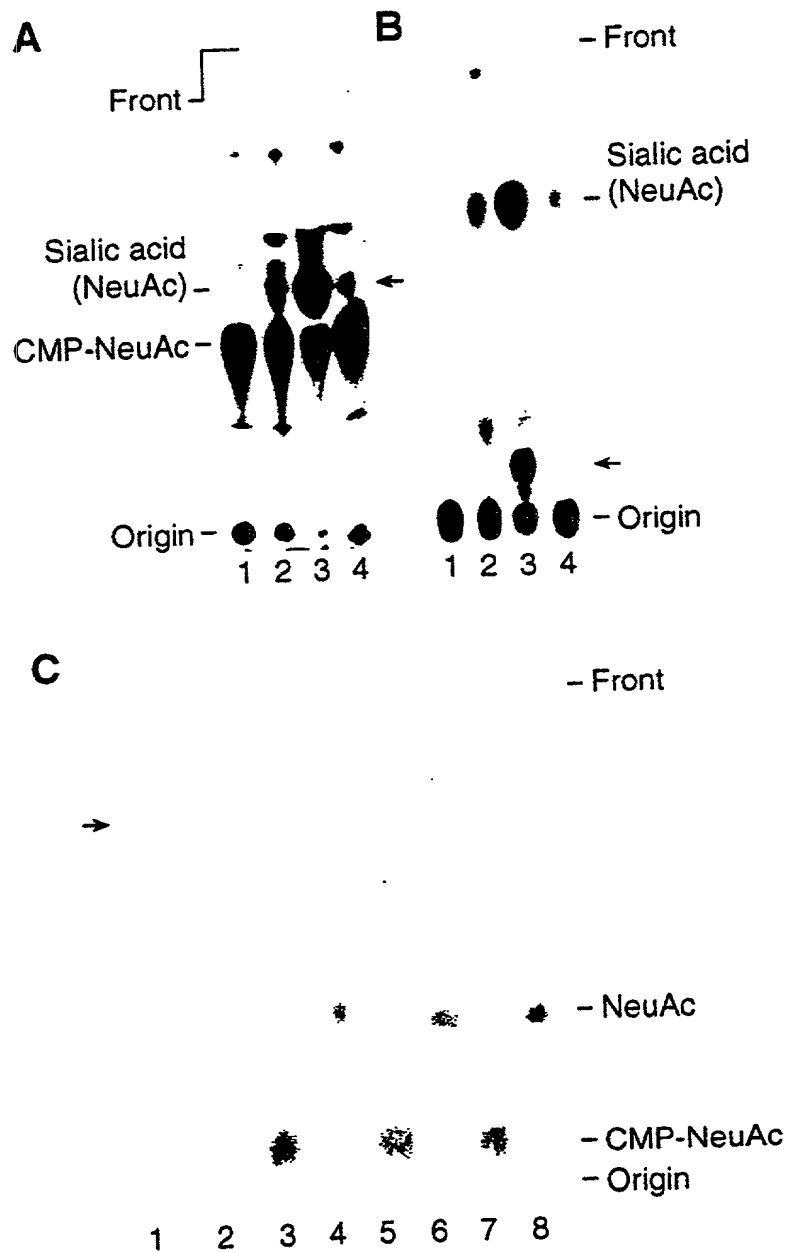 A
Front
Sialic acid
(NeuAc)
CMP-NeuAc
Origin
1 2 3 4
B
Front
Sialic acid
(NeuAc)
Origin
1 2 3 4
C
Front
NeuAc
CMP-NeuAc
Origin
1 2 3 4 5 6 7 8